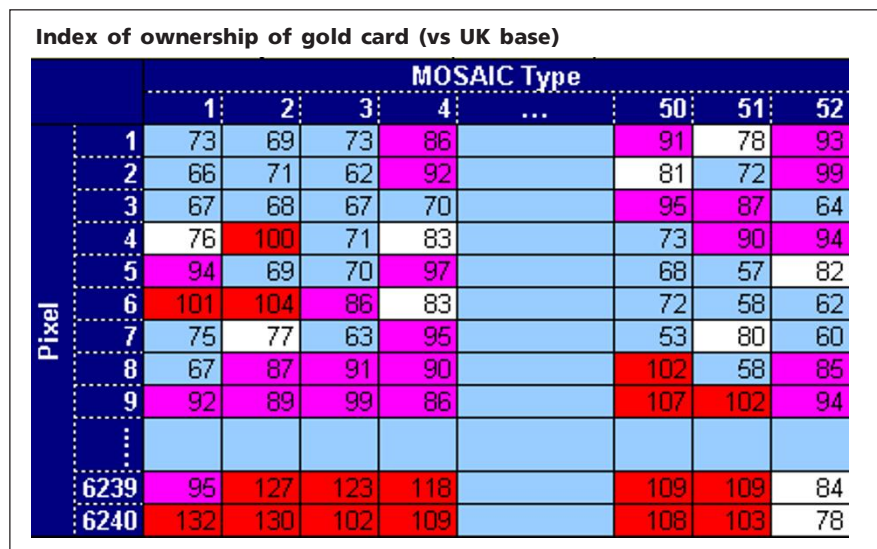 Index of ownership of gold card (vs UK base)
MOSAIC Type
1 2 3 4 ... 50 51 52
Pixel
1 73 69 73 86 91 78 93
2 66 71 62 92 81 72 99
3 67 68 67 70 95 87 64
4 76 100 71 83 73 90 94
5 94 69 70 97 68 57 82
6 101 104 86 83 72 58 62
7 75 77 63 95 53 80 60
8 67 87 91 90 102 58 85
9 92 89 99 86 107 102 94
⋮
6239 95 127 123 118 109 109 84
6240 132 130 102 109 108 103 78